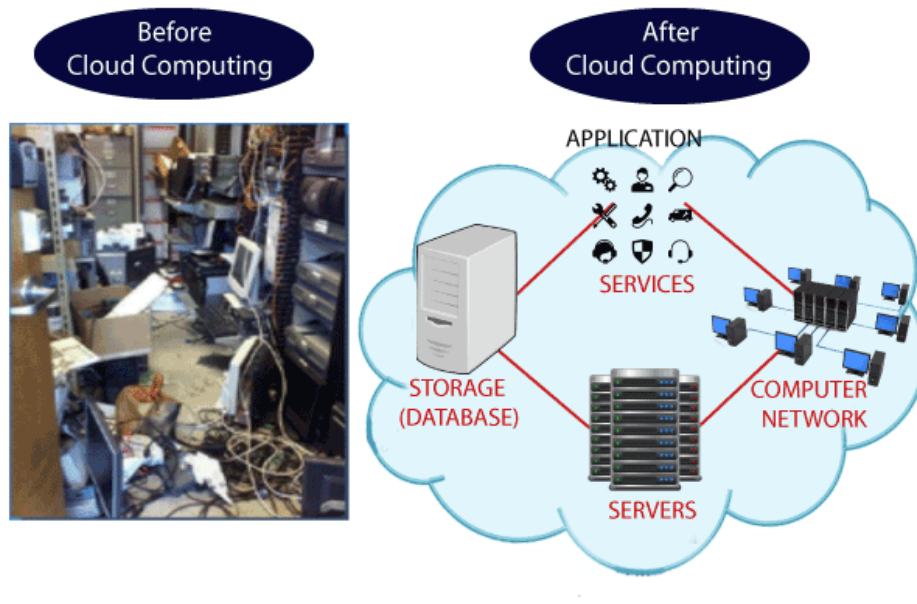 Before
Cloud Computing
After
Cloud Computing
APPLICATION
SERVICES
STORAGE
(DATABASE)
COMPUTER
NETWORK
SERVERS